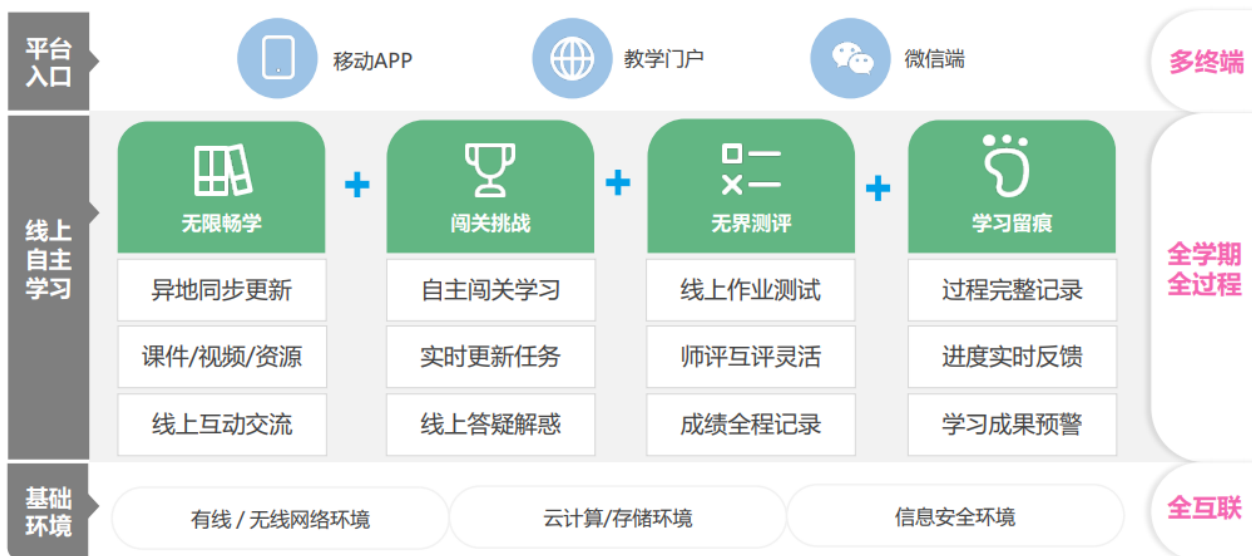 平台
入口
移动APP
教学门户
微信端
多终端
线上
自主
学习
无限畅学
闯关挑战
无界测评
学习留痕
异地同步更新
自主闯关学习
线上作业测试
过程完整记录
课件/视频/资源
实时更新任务
师评互评灵活
进度实时反馈
线上互动交流
线上答疑解惑
成绩全程记录
学习成果预警
全学期
全过程
基础
环境
有线 / 无线网络环境
云计算/存储环境
信息安全环境
全互联